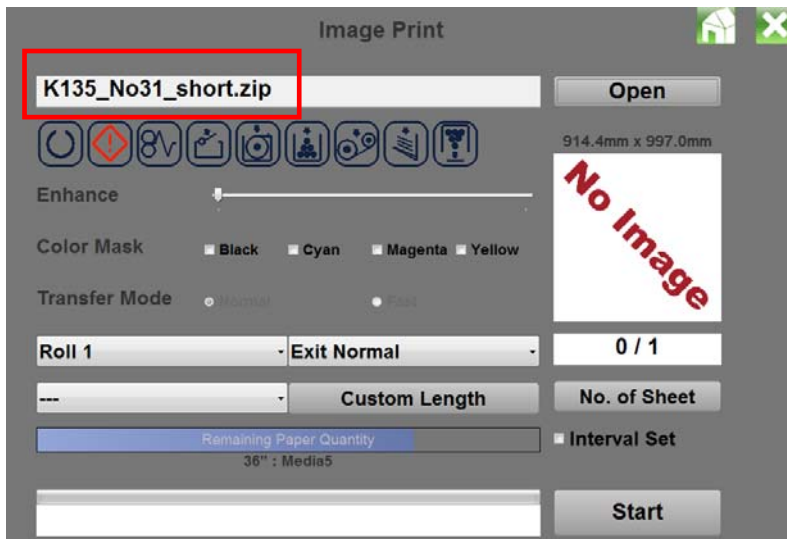 Image Print
K135_No31_short.zip
Open
914.4mm x 997.0mm
No Image
Enhance
Color Mask
Black
Cyan
Magenta
Yellow
Transfer Mode
Normal
Fast
Roll 1
Exit Normal
0 / 1
---
Custom Length
No. of Sheet
Remaining Paper Quantity
Interval Set
36" : Media5
Start